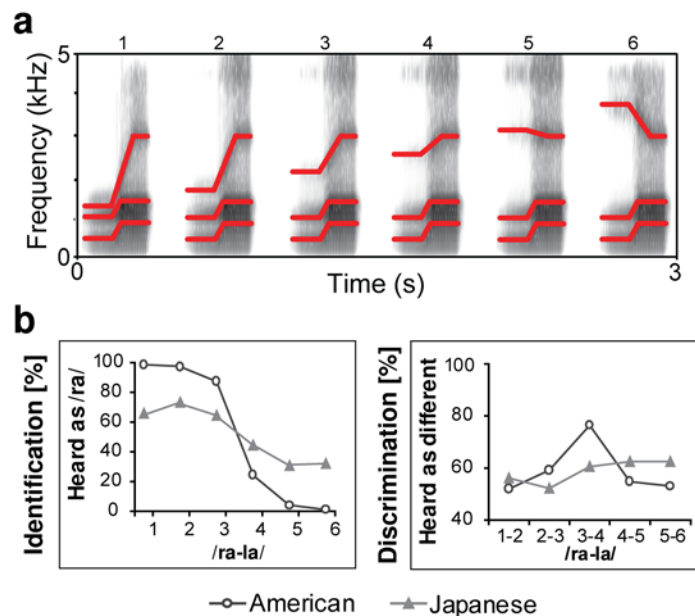 a
1 2 3 4 5 6
5
Frequency (kHz)
0
0 3
Time (s)
b
Identification [%]
Heard as /ra/
100
80
60
40
20
0
1 2 3 4 5 6
/ra-la/
Discrimination [%]
Heard as different
100
80
60
40
1-2 2-3 3-4 4-5 5-6
/ra-la/
American Japanese